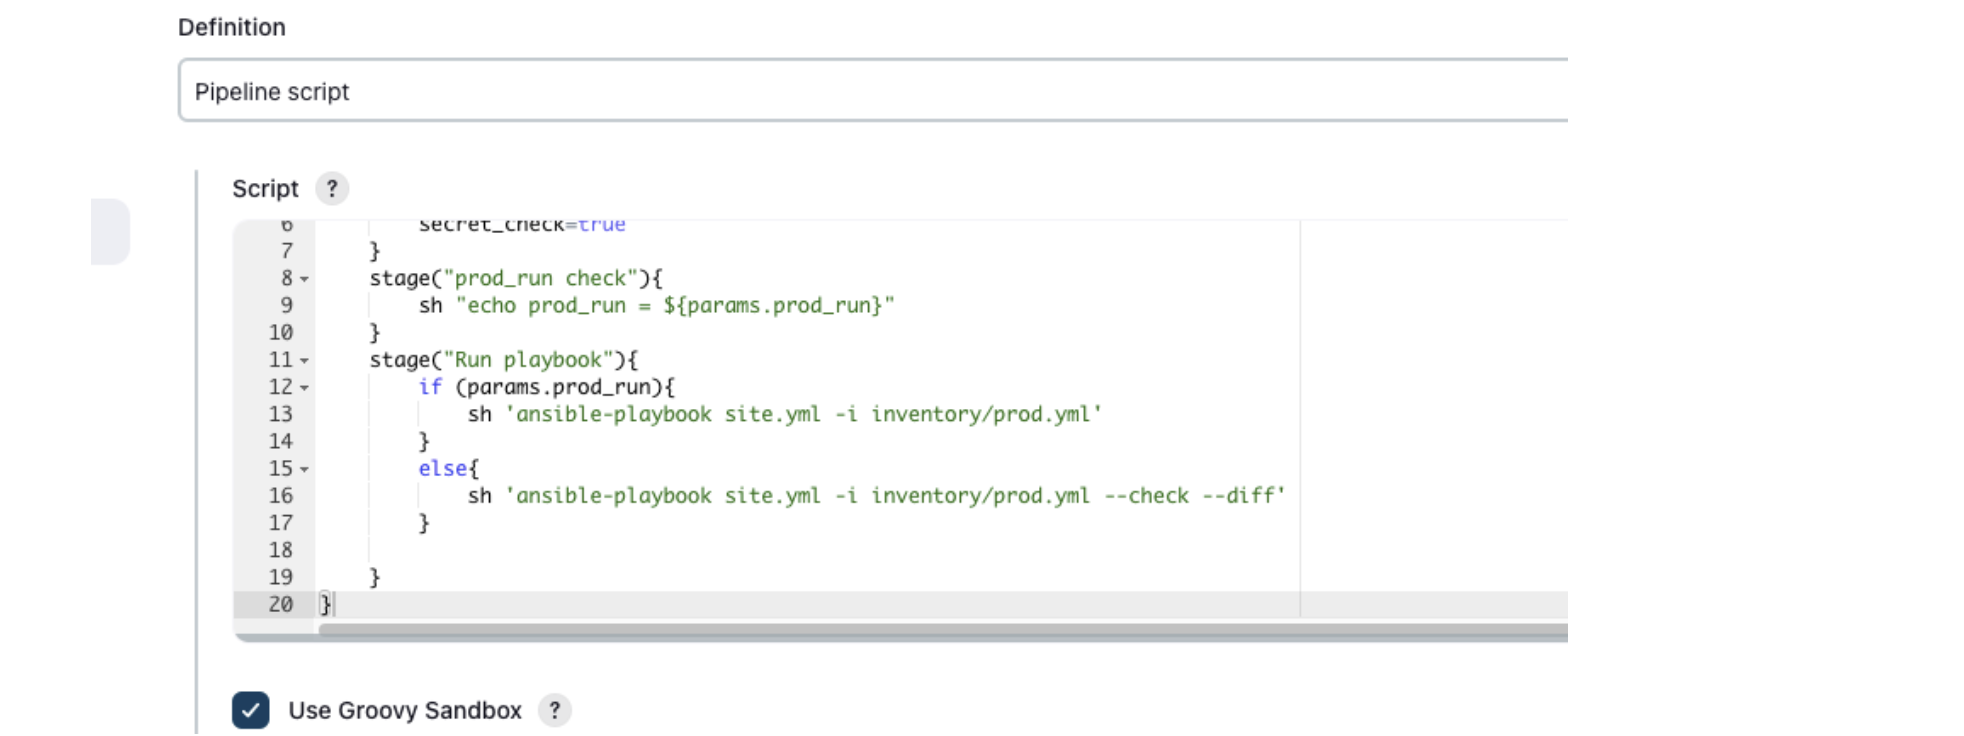 Definition
Pipeline script
Script ?
6 secret_check=true
7 }
8 stage("prod_run check"){
9 sh "echo prod_run = ${params.prod_run}"
10 }
11 stage("Run playbook"){
12 if (params.prod_run){
13 sh 'ansible-playbook site.yml -i inventory/prod.yml'
14 }
15 else{
16 sh 'ansible-playbook site.yml -i inventory/prod.yml --check --diff'
17 }
18
19 }
20 }
Use Groovy Sandbox ?